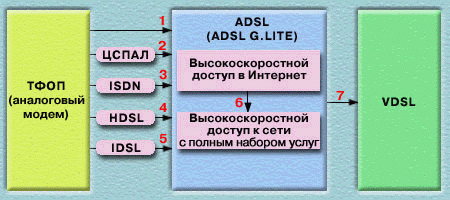 ТФОП
(аналоговый
модем)
1
ЦСПАЛ
2
ISDN
3
HDSL
4
IDSL
5
ADSL
(ADSL G.LITE)
Высокоскоростной
доступ в Интернет
6
Высокоскоростной
доступ к сети
с полным набором услуг
7
VDSL